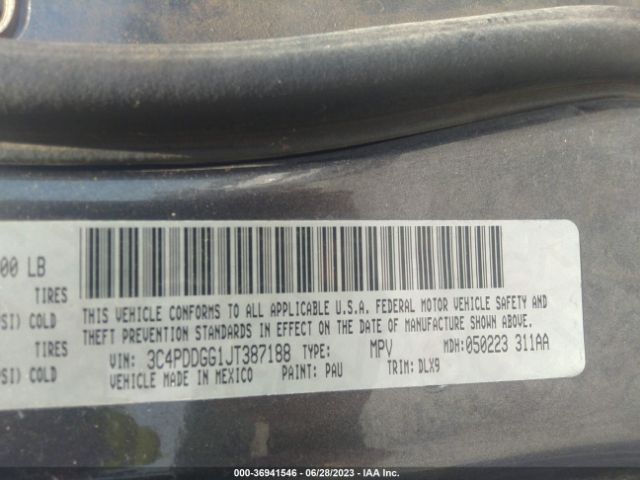 00 LB
TIRES
SI) COLD
TIRES
PSI) COLD
THIS VEHICLE CONFORMS TO ALL APPLICABLE U.S.A. FEDERAL MOTOR VEHICLE SAFETY AND
THEFT PREVENTION STANDARDS IN EFFECT ON THE DATE OF MANUFACTURE SHOWN ABOVE.
VIN: 3C4PDDGG1JT387188 TYPE: MPV MDH: 050223 311AA
VEHICLE MADE IN MEXICO PAINT: PAU TRIM: DLX9
000-36941546 - 06/28/2023 - IAA Inc.